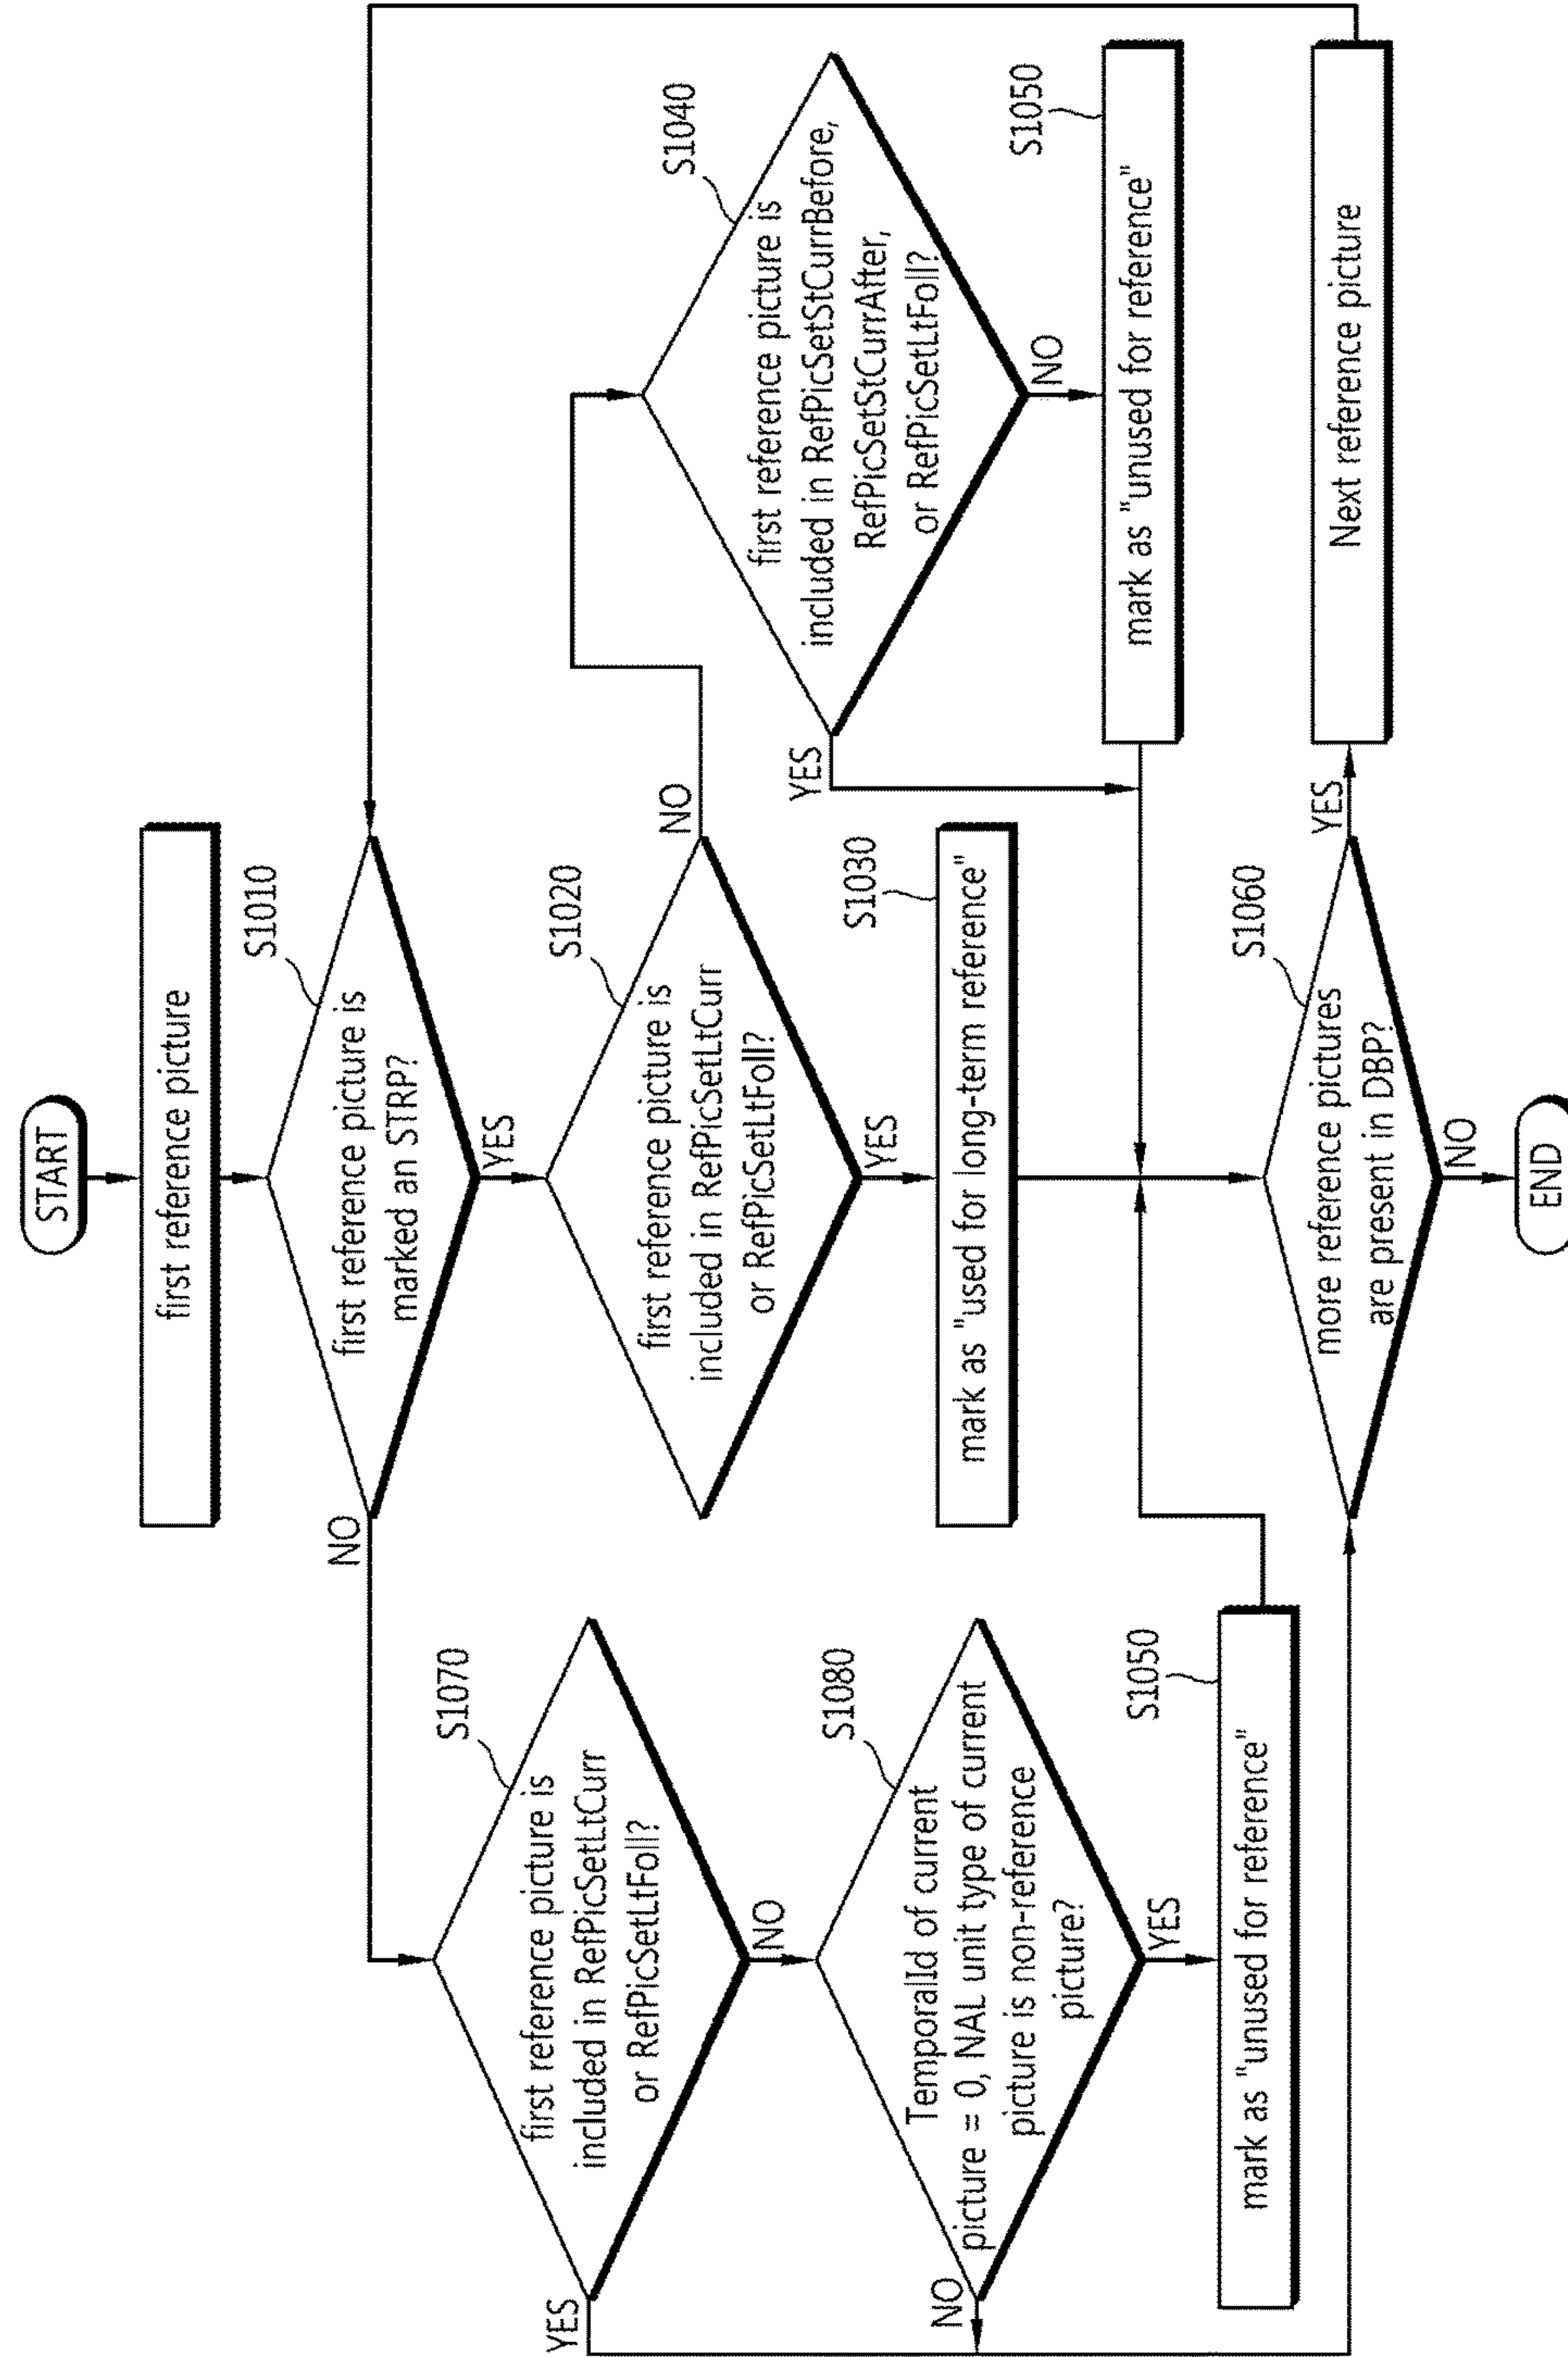 START
first reference picture
S1010
first reference picture is
marked an STRP?
NO
YES
S1020
first reference picture is
included in RefPicSetLtCurr
or RefPicSetLtFoll?
NO
YES
S1030
mark as "used for long-term reference"
S1040
first reference picture is
included in RefPicSetStCurrBefore,
RefPicSetStCurrAfter,
or RefPicSetLtFoll?
YES
NO
S1050
mark as "unused for reference"
S1070
first reference picture is
included in RefPicSetLtCurr
or RefPicSetLtFoll?
YES
NO
S1080
TemporalId of current
picture = 0, NAL unit type of current
picture is non-reference
picture?
NO
YES
S1050
mark as "unused for reference"
S1060
more reference pictures
are present in DBP?
YES
NO
Next reference picture
END